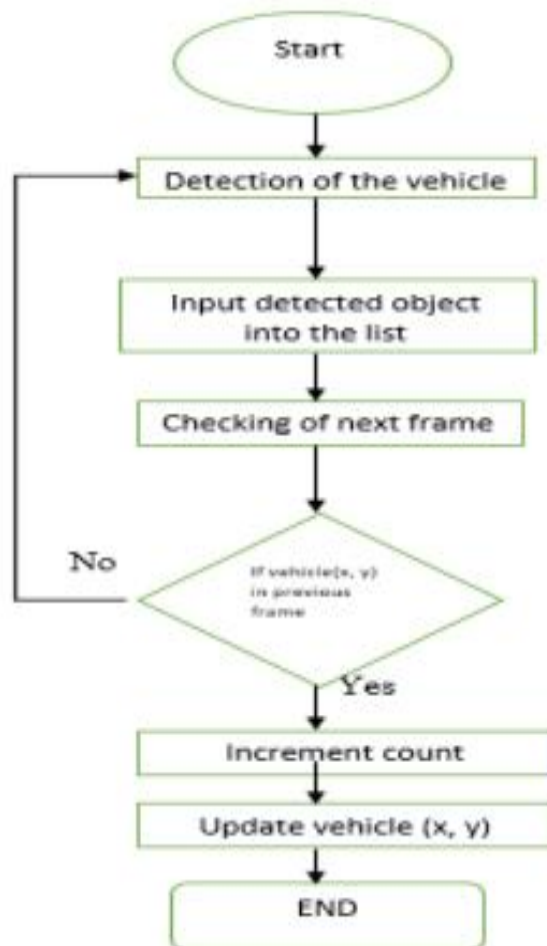 Start
Detection of the vehicle
Input detected object
into the list
Checking of next frame
No
If vehicle(x, y)
in previous
frame
Yes
Increment count
Update vehicle (x, y)
END